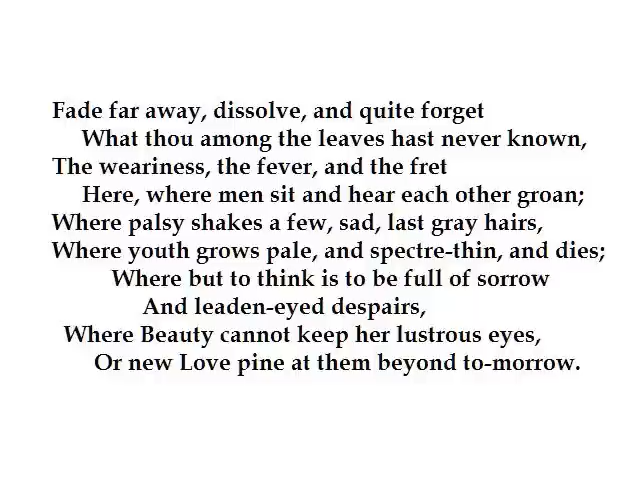 Fade far away, dissolve, and quite forget
What thou among the leaves hast never known,
The weariness, the fever, and the fret
Here, where men sit and hear each other groan;
Where palsy shakes a few, sad, last gray hairs,
Where youth grows pale, and spectre-thin, and dies;
Where but to think is to be full of sorrow
And leaden-eyed despairs,
Where Beauty cannot keep her lustrous eyes,
Or new Love pine at them beyond to-morrow.